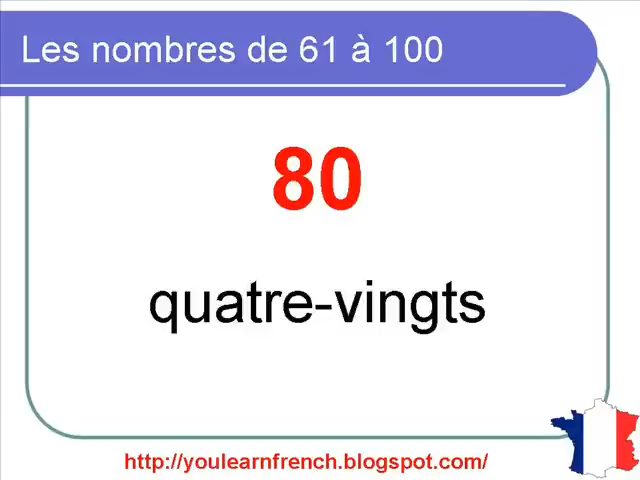 Les nombres de 61 à 100
80
quatre-vingts
http://youlearnfrench.blogspot.com/